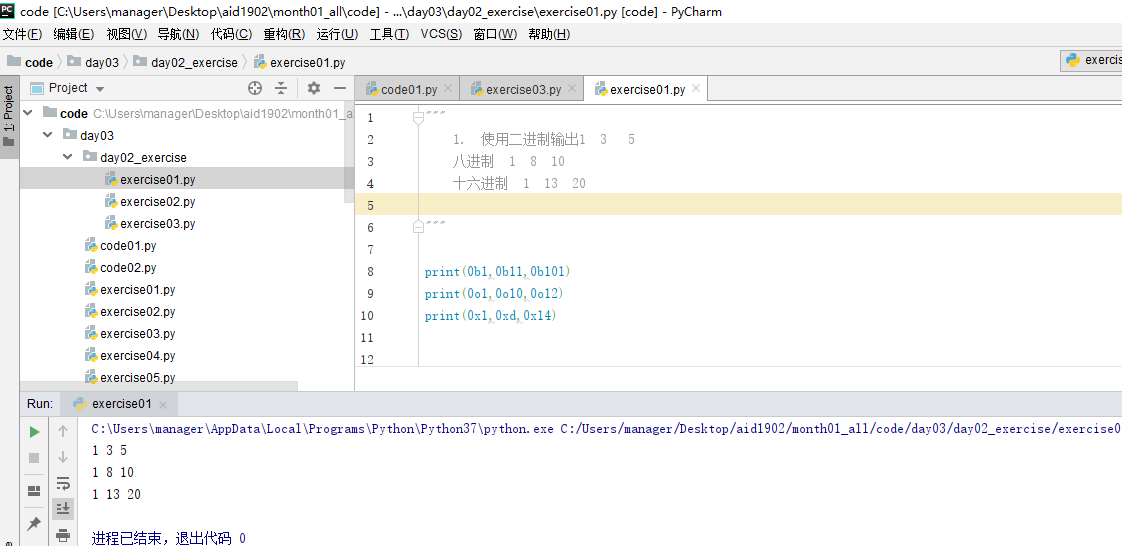 PC code [C:\Users\manager\Desktop\aid1902\month01_all\code] - ...\day03\day02_exercise\exercise01.py [code] - PyCharm
文件(F) 编辑(E) 视图(V) 导航(N) 代码(C) 重构(R) 运行(U) 工具(T) VCS(S) 窗口(W) 帮助(H)
code day03 day02_exercise exercise01.py exercis
1: Project
Project
code01.py exercise03.py exercise01.py
code C:\Users\manager\Desktop\aid1902\month01_a
day03
day02_exercise
exercise01.py
exercise02.py
exercise03.py
code01.py
code02.py
exercise01.py
exercise02.py
exercise03.py
exercise04.py
exercise05.py
1 """
2 1. 使用二进制输出1 3 5
3 八进制 1 8 10
4 十六进制 1 13 20
5
6 """
7
8 print(0b1,0b11,0b101)
9 print(0o1,0o10,0o12)
10 print(0x1,0xd,0x14)
11
12
Run: exercise01
C:\Users\manager\AppData\Local\Programs\Python\Python37\python.exe C:/Users/manager/Desktop/aid1902/month01_all/code/day03/day02_exercise/exercise0
1 3 5
1 8 10
1 13 20
进程已结束，退出代码 0